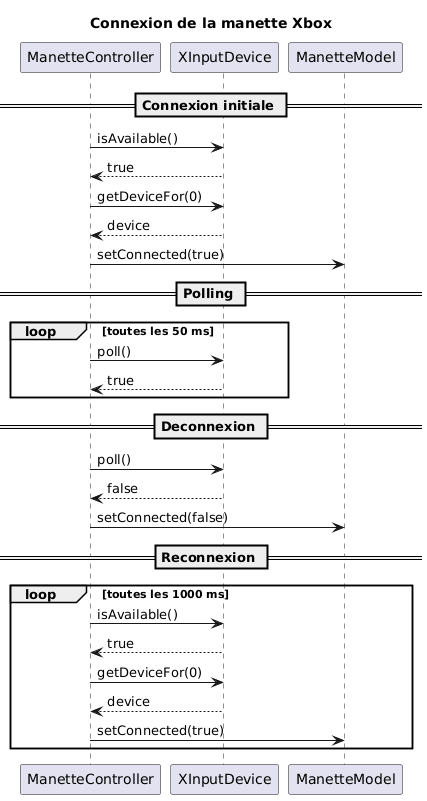 Connexion de la manette Xbox
ManetteController XInputDevice ManetteModel
Connexion initiale
isAvailable()
true
getDeviceFor(0)
device
setConnected(true)
Polling
loop [toutes les 50 ms]
poll()
true
Deconnexion
poll()
false
setConnected(false)
Reconnexion
loop [toutes les 1000 ms]
isAvailable()
true
getDeviceFor(0)
device
setConnected(true)
ManetteController XInputDevice ManetteModel